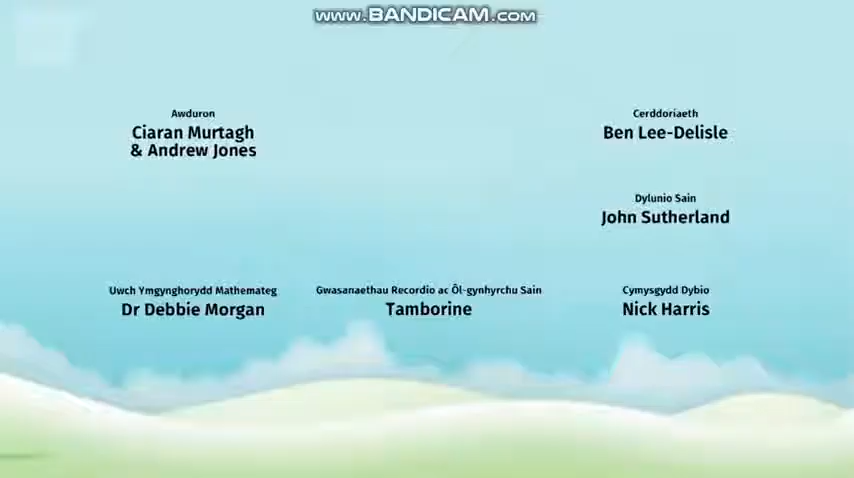 www.BANDICAM.com
Awduron
Ciaran Murtagh
& Andrew Jones
Cerddoriaeth
Ben Lee-Delisle
Dylunio Sain
John Sutherland
Uwch Ymgynghorydd Mathemateg
Dr Debbie Morgan
Gwasanaethau Recordio ac Ôl-gynhyrchu Sain
Tamborine
Cymysgydd Dybio
Nick Harris